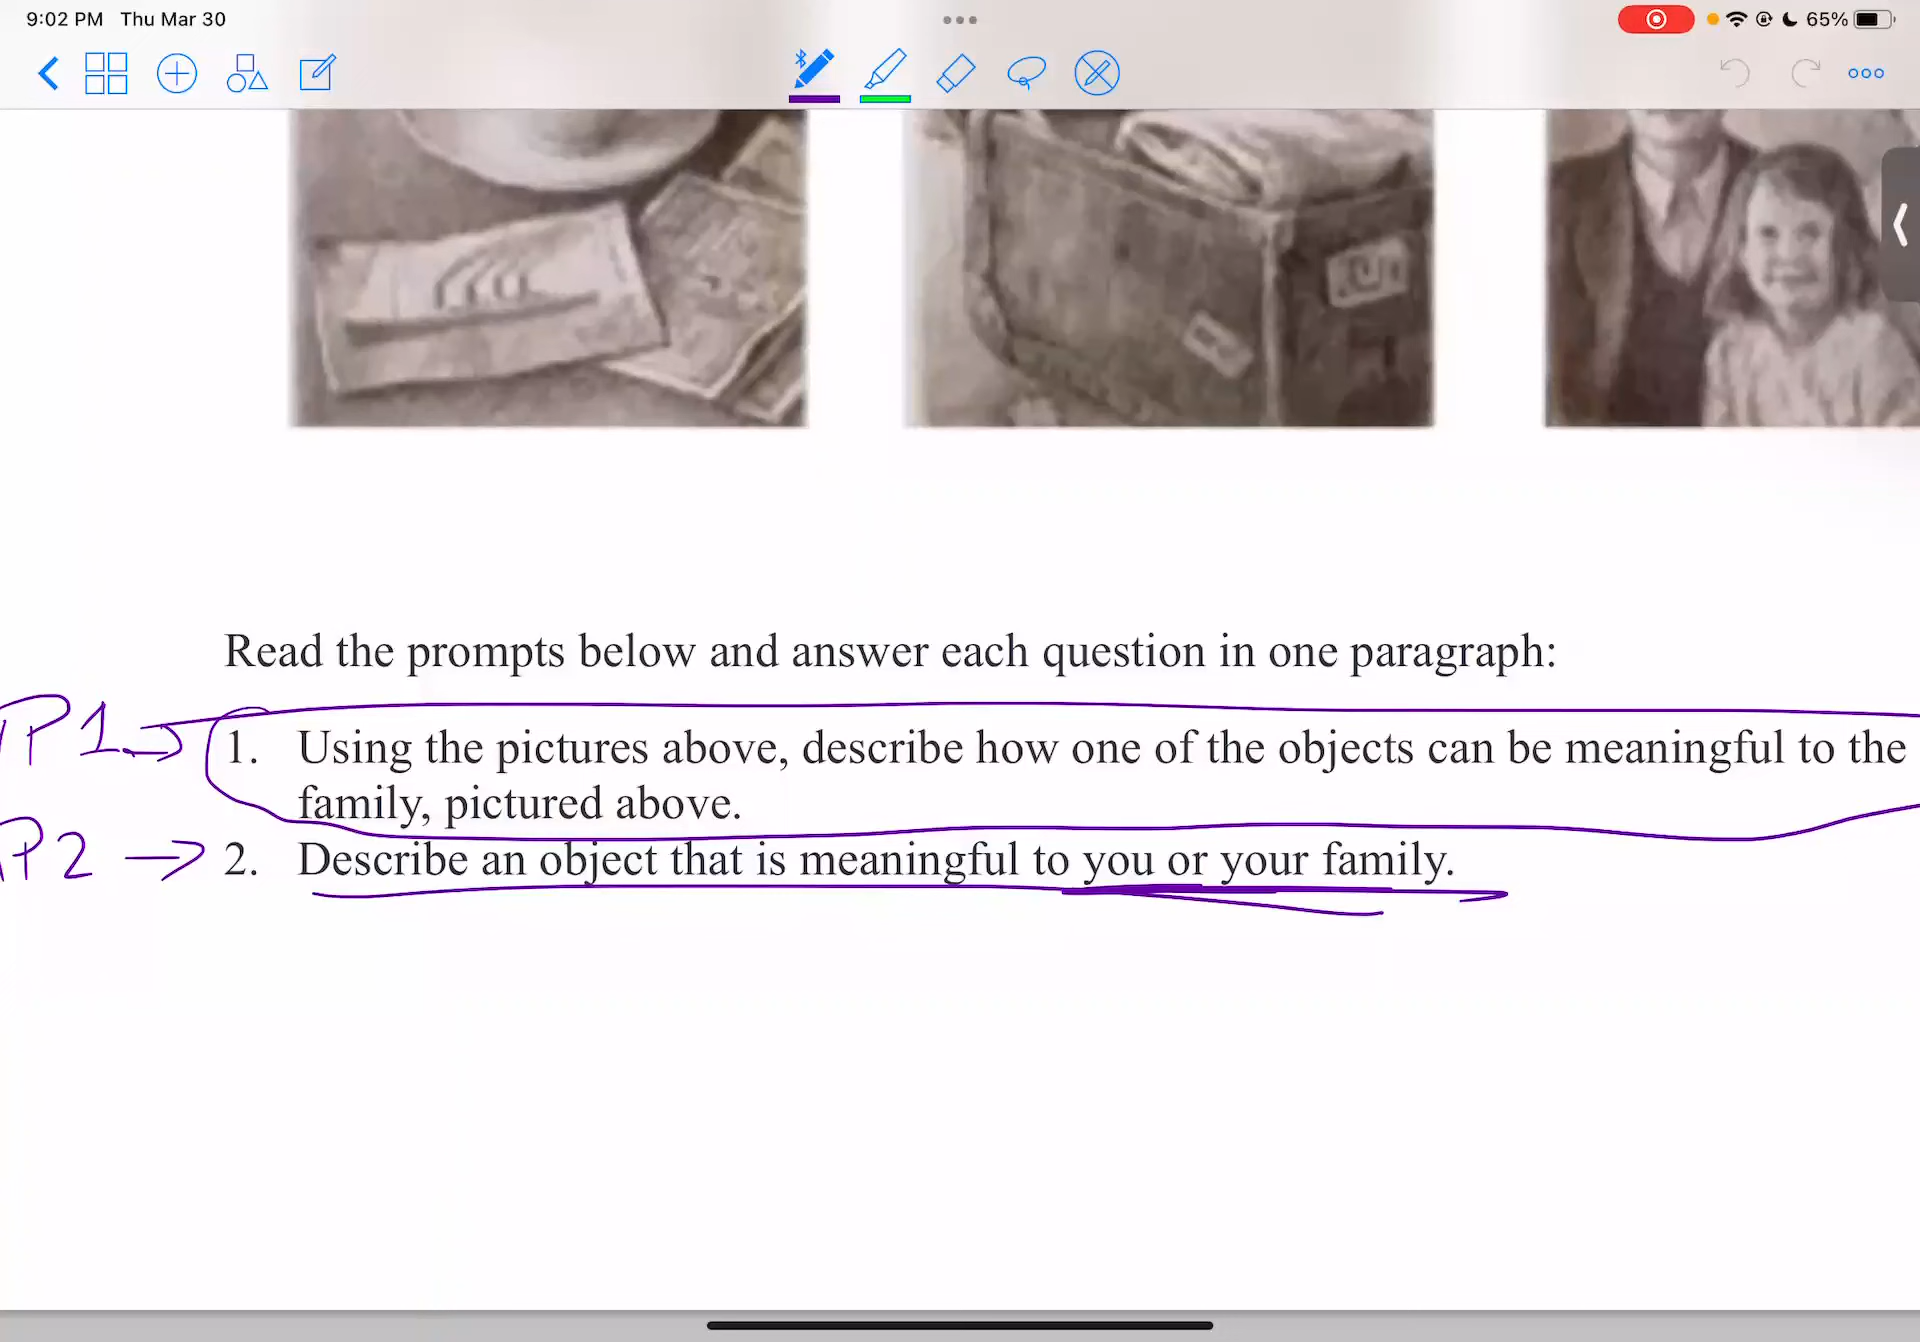 9:02 PM Thu Mar 30
65%
Read the prompts below and answer each question in one paragraph:
P1 1. Using the pictures above, describe how one of the objects can be meaningful to the
family, pictured above.
P2 → 2. Describe an object that is meaningful to you or your family.